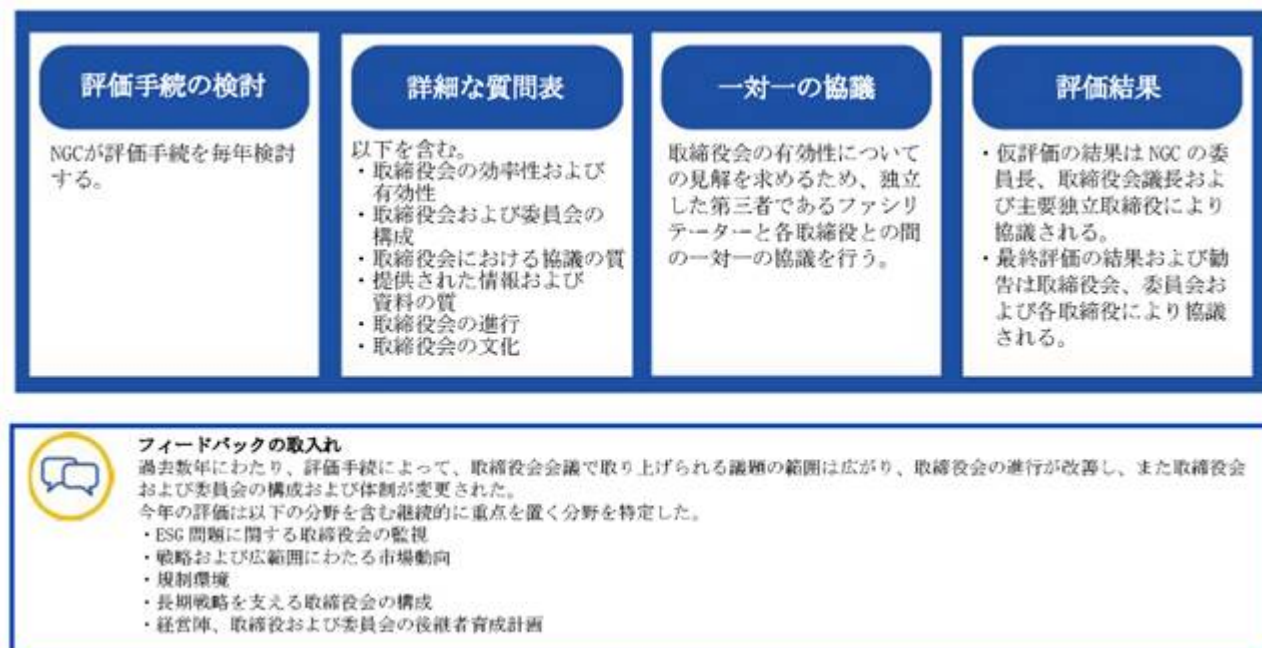 評価手続の検討
NGCが評価手続を毎年検討
する。
詳細な質問表
以下を含む。
・取締役会の効率性および
有効性
・取締役会および委員会の
構成
・取締役会における協議の質
・提供された情報および
資料の質
・取締役会の進行
・取締役会の文化
一対一の協議
取締役会の有効性について
の見解を求めるため、独立
した第三者であるファシリ
テーターと各取締役との間
の一対一の協議を行う。
評価結果
・仮評価の結果は NGC の委
員長、取締役会議長およ
び主要独立取締役により
協議される。
・最終評価の結果および勧
告は取締役会、委員会お
よび各取締役により協議
される。
フィードバックの取入れ
過去数年にわたり、評価手続によって、取締役会会議で取り上げられる議題の範囲は広がり、取締役会の進行が改善し、また取締役会
および委員会の構成および体制が変更された。
今年の評価は以下の分野を含む継続的に重点を置く分野を特定した。
・ESG 問題に関する取締役会の監視
・戦略および広範囲にわたる市場動向
・規制環境
・長期戦略を支える取締役会の構成
・経営陣、取締役および委員会の後継者育成計画